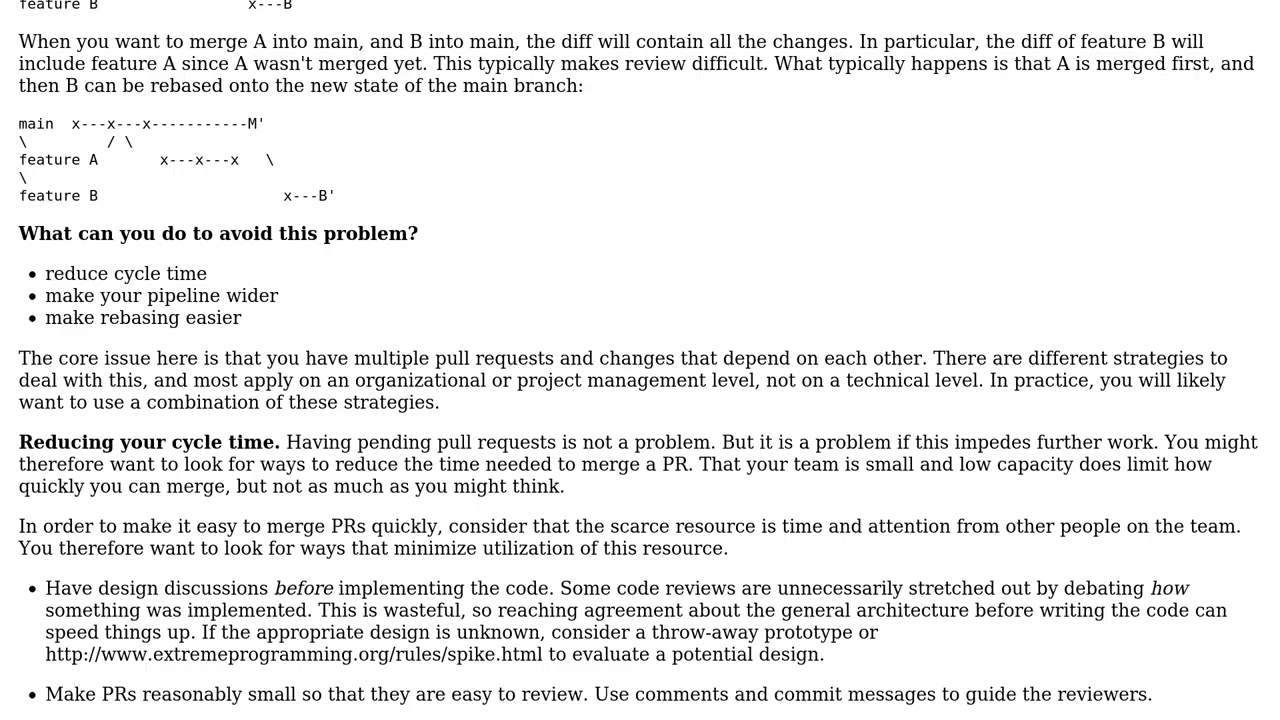 feature B                 x---B
When you want to merge A into main, and B into main, the diff will contain all the changes. In particular, the diff of feature B will
include feature A since A wasn't merged yet. This typically makes review difficult. What typically happens is that A is merged first, and
then B can be rebased onto the new state of the main branch:
main  x---x---x-----------M'
\         / \
feature A       x---x---x   \
\
feature B                     x---B'
What can you do to avoid this problem?
• reduce cycle time
• make your pipeline wider
• make rebasing easier
The core issue here is that you have multiple pull requests and changes that depend on each other. There are different strategies to
deal with this, and most apply on an organizational or project management level, not on a technical level. In practice, you will likely
want to use a combination of these strategies.
Reducing your cycle time. Having pending pull requests is not a problem. But it is a problem if this impedes further work. You might
therefore want to look for ways to reduce the time needed to merge a PR. That your team is small and low capacity does limit how
quickly you can merge, but not as much as you might think.
In order to make it easy to merge PRs quickly, consider that the scarce resource is time and attention from other people on the team.
You therefore want to look for ways that minimize utilization of this resource.
• Have design discussions before implementing the code. Some code reviews are unnecessarily stretched out by debating how
something was implemented. This is wasteful, so reaching agreement about the general architecture before writing the code can
speed things up. If the appropriate design is unknown, consider a throw-away prototype or
http://www.extremeprogramming.org/rules/spike.html to evaluate a potential design.
• Make PRs reasonably small so that they are easy to review. Use comments and commit messages to guide the reviewers.